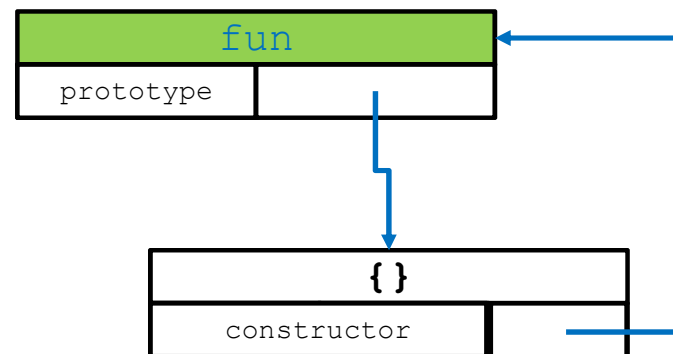 fun
prototype
{}
constructor